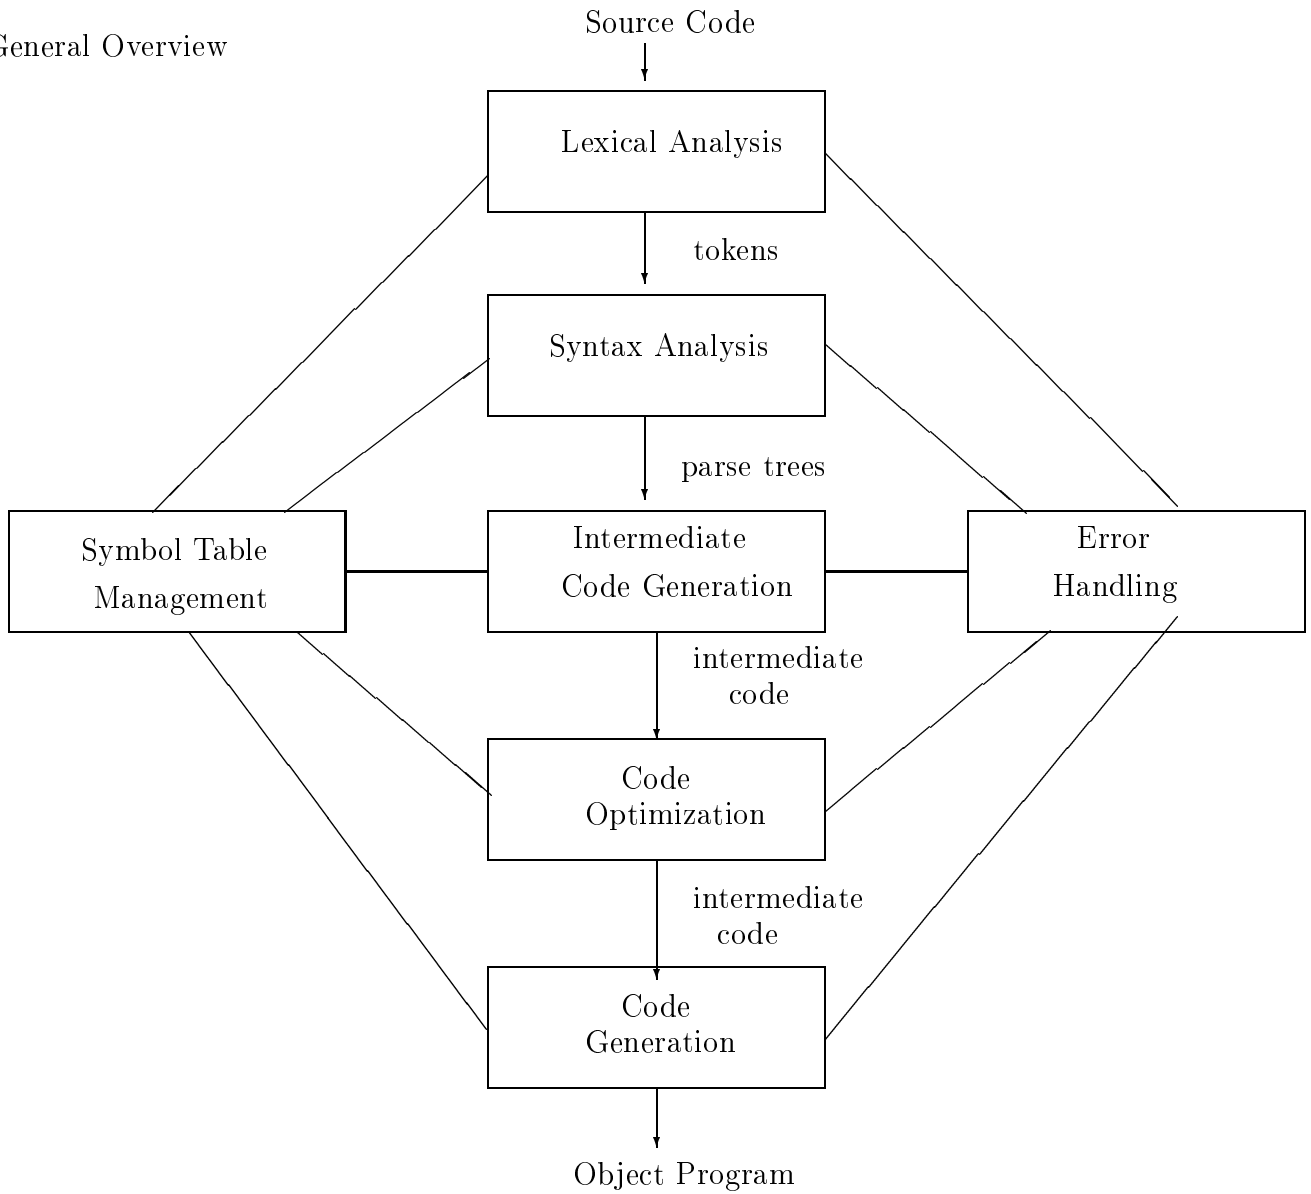 Source Code
General Overview
Lexical Analysis
tokens
Syntax Analysis
parse trees
Symbol Table
Management
Intermediate
Code Generation
Error
Handling
intermediate
code
Code
Optimization
intermediate
code
Code
Generation
Object Program